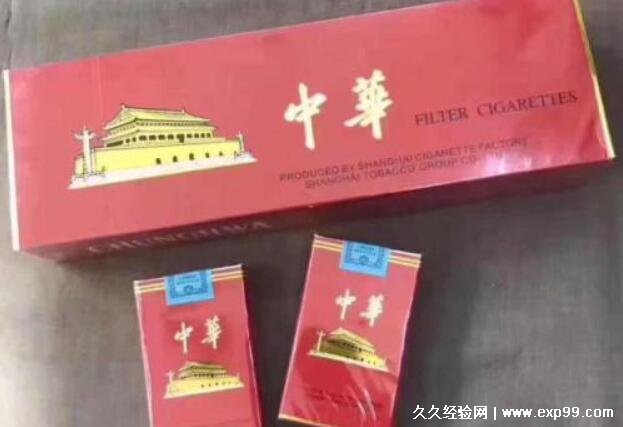 中華
FILTER CIGARETTES
PRODUCED BY SHANGHAI CIGARETTE FACTORY
SHANGHAI TOBACCO GROUP CO
CHUNGHWA
中華
中華
久久经验网 | www.exp99.com